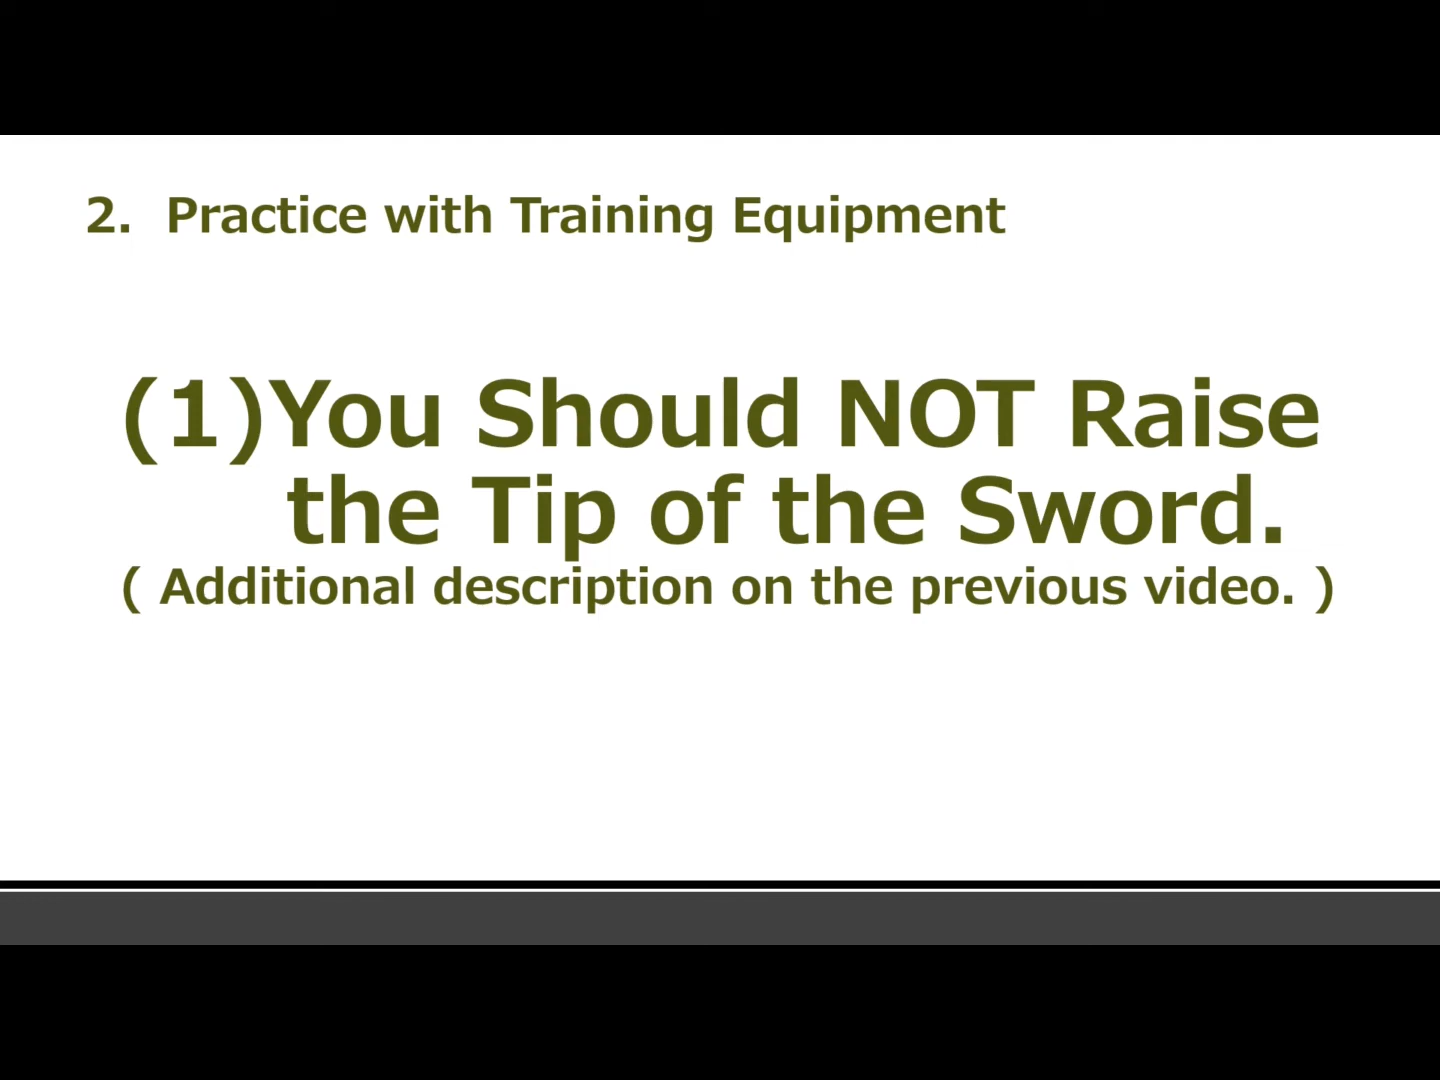 2. Practice with Training Equipment
(1)You Should NOT Raise
the Tip of the Sword.
( Additional description on the previous video. )